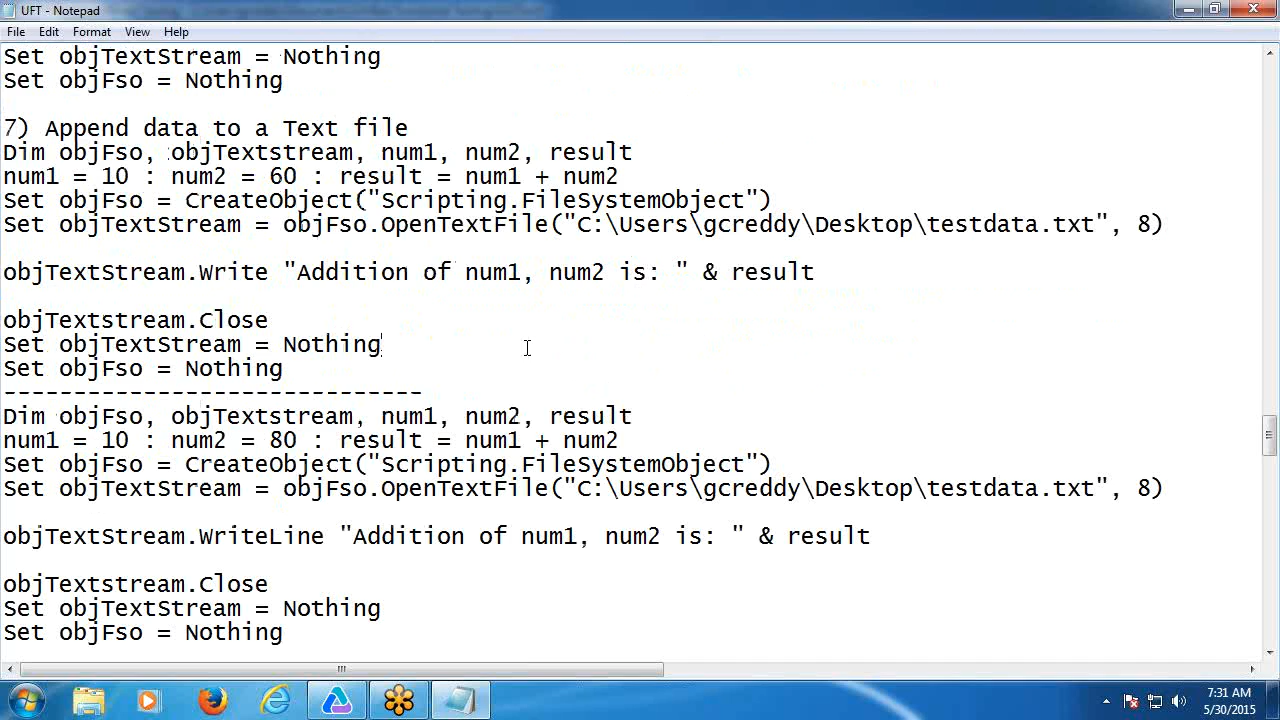 UFT - Notepad
File Edit Format View Help
Set objTextStream = Nothing
Set objFso = Nothing
7) Append data to a Text file
Dim objFso, objTextstream, num1, num2, result
num1 = 10 : num2 = 60 : result = num1 + num2
Set objFso = CreateObject("Scripting.FileSystemObject")
Set objTextStream = objFso.OpenTextFile("C:\Users\gcreddy\Desktop\testdata.txt", 8)
objTextStream.Write "Addition of num1, num2 is: " & result
objTextstream.Close
Set objTextStream = Nothing
Set objFso = Nothing
------------------------------
Dim objFso, objTextstream, num1, num2, result
num1 = 10 : num2 = 80 : result = num1 + num2
Set objFso = CreateObject("Scripting.FileSystemObject")
Set objTextStream = objFso.OpenTextFile("C:\Users\gcreddy\Desktop\testdata.txt", 8)
objTextStream.WriteLine "Addition of num1, num2 is: " & result
objTextstream.Close
Set objTextStream = Nothing
Set objFso = Nothing
7:31 AM
5/30/2015